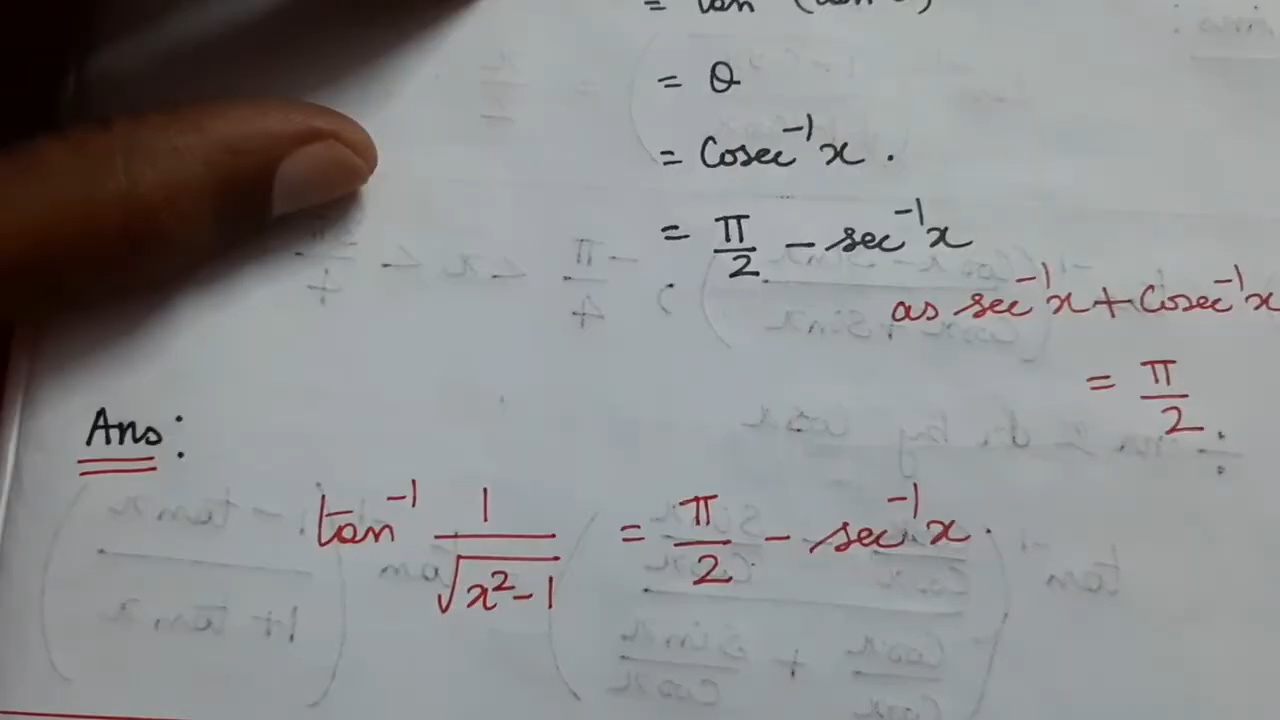 = θ
= Cosec⁻¹x .
= π/2 - sec⁻¹x
as sec⁻¹x + Cosec⁻¹x
= π/2.
Ans :
tan⁻¹ 1/√(x²-1) = π/2 - sec⁻¹x .